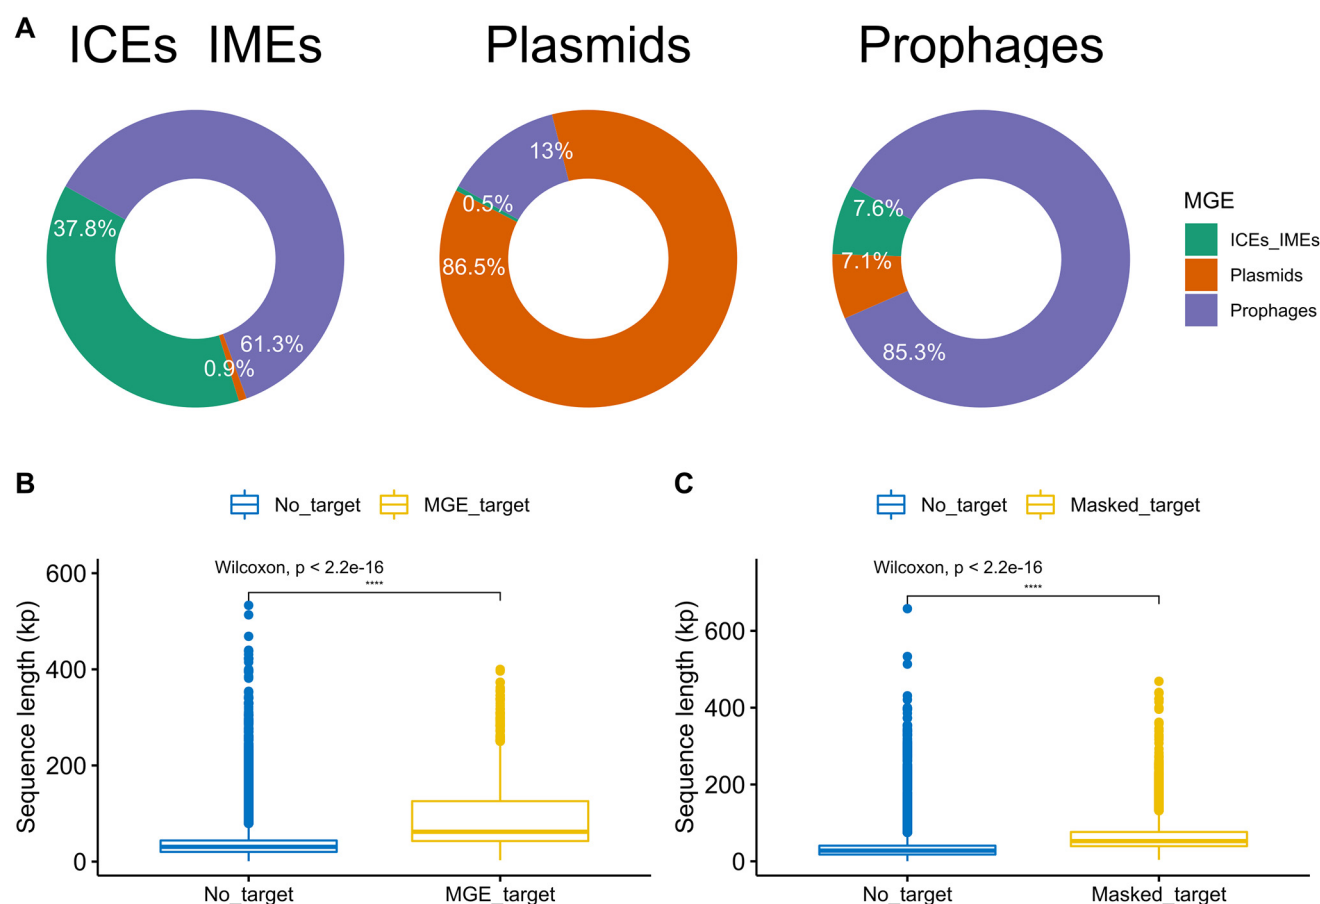 A
ICEs IMEs
Plasmids
Prophages
37.8%
61.3%
0.9%
13%
0.5%
86.5%
7.6%
7.1%
85.3%
MGE
ICEs_IMEs
Plasmids
Prophages
B
No_target MGE_target
Wilcoxon, p < 2.2e-16
****
Sequence length (kp)
600
400
200
0
No_target MGE_target
C
No_target Masked_target
Wilcoxon, p < 2.2e-16
****
Sequence length (kp)
600
400
200
0
No_target Masked_target